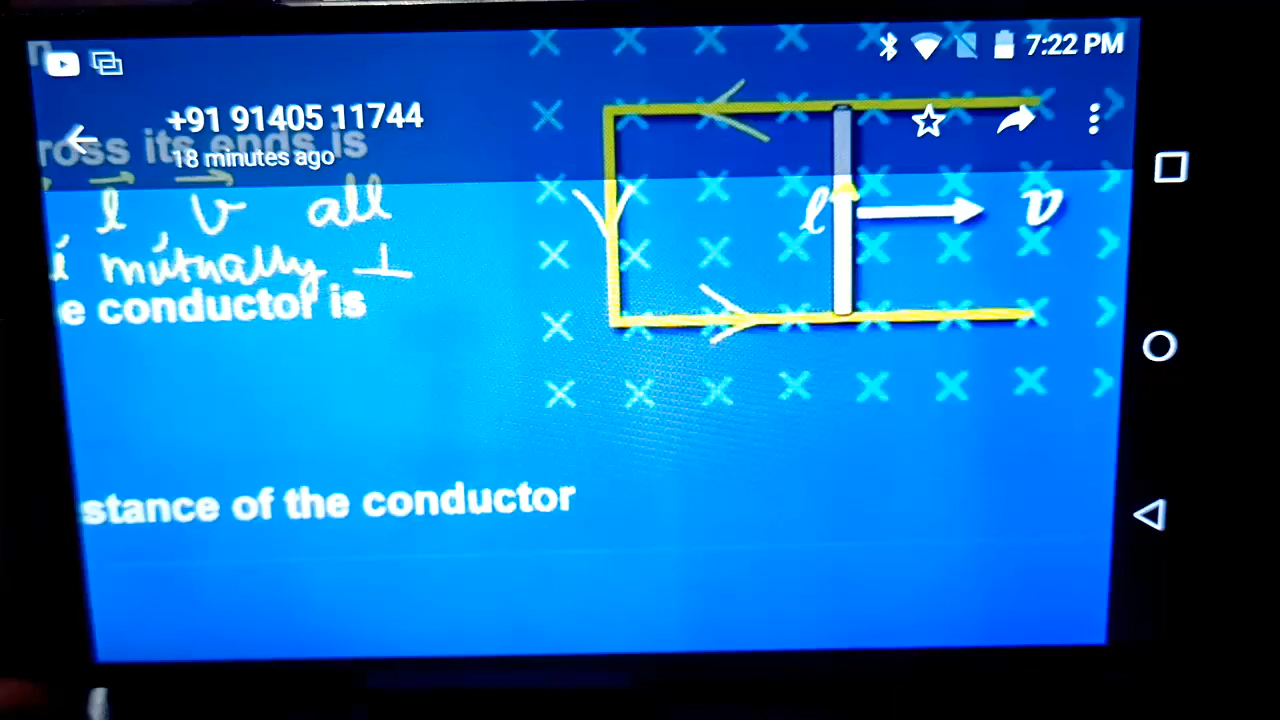 7:22 PM
+91 91405 11744
ross its ends is
18 minutes ago
l v all
mutually ⊥
e conductor is
l
v
stance of the conductor